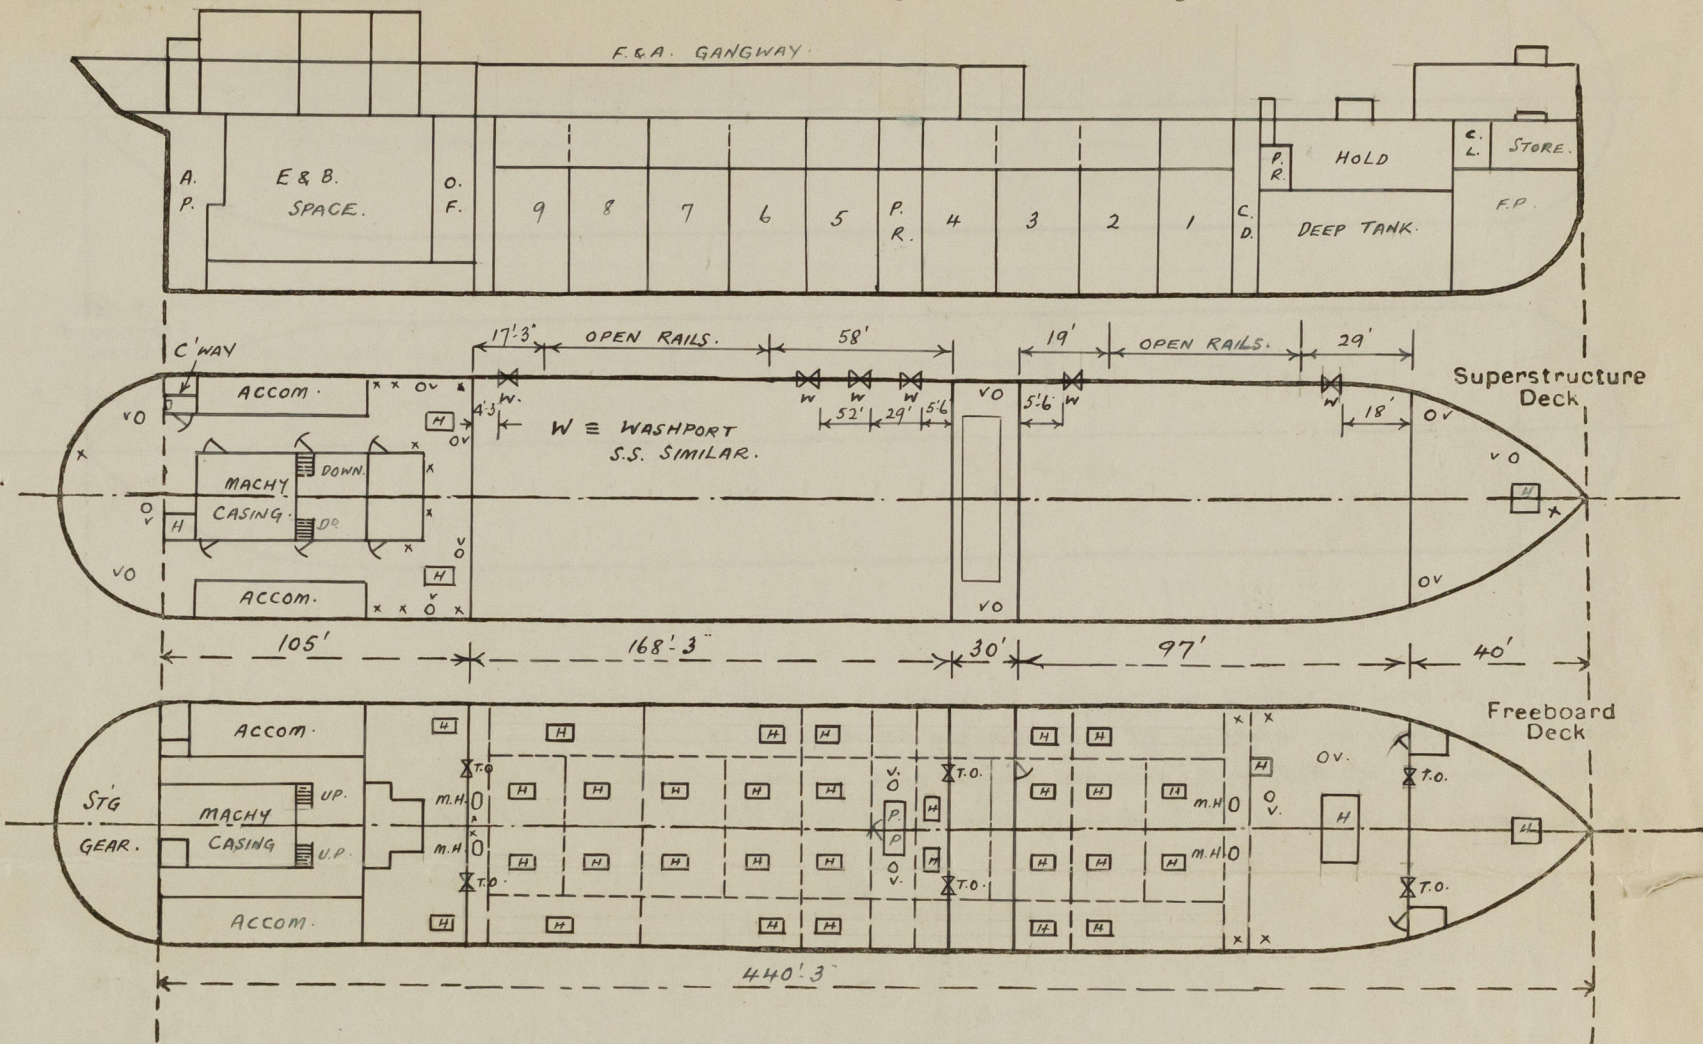 F. & A. GANGWAY.
A.
P.
E & B.
SPACE.
O.
F.
9
8
7
6
5
P.
R.
4
3
2
1
C.
D.
P.
R.
HOLD
DEEP TANK.
C.
L.
STORE.
F.P.
C'WAY
17'-3"
OPEN RAILS.
58'
19'
OPEN RAILS.
29'
Superstructure
Deck
ACCOM.
x x O v x
v O
H
4'-3"
W.
W W W
52' 29' 5'-6"
v O
5'-6"
W
W
18'
O v
W ≡ WASHPORT
S.S. SIMILAR.
O v
x
x
DOWN.
MACHY
CASING.
Dº.
x
x
O
v
H
x
v
O
v O
H
v
ACCOM.
x x O x
v O
v O
H
x
O v
105'
168'-3"
30'
97'
40'
Freeboard
Deck
ACCOM.
H
H
H
H
H
H
x x
T.O.
T.O.
T.O.
O v.
H
ST'G
GEAR.
MACHY
CASING
UP.
UP.
M.H. O
x
x
M.H. O
H
H
H
H
H
v.
O
P.
P
O
v.
H
H
H
H
H
M.H. O
M.H. O
O
v.
H
H
H
H
H
H
H
H
H
H
T.O.
T.O.
T.O.
ACCOM.
H
H
H
H
H
H
x x
440'-3"